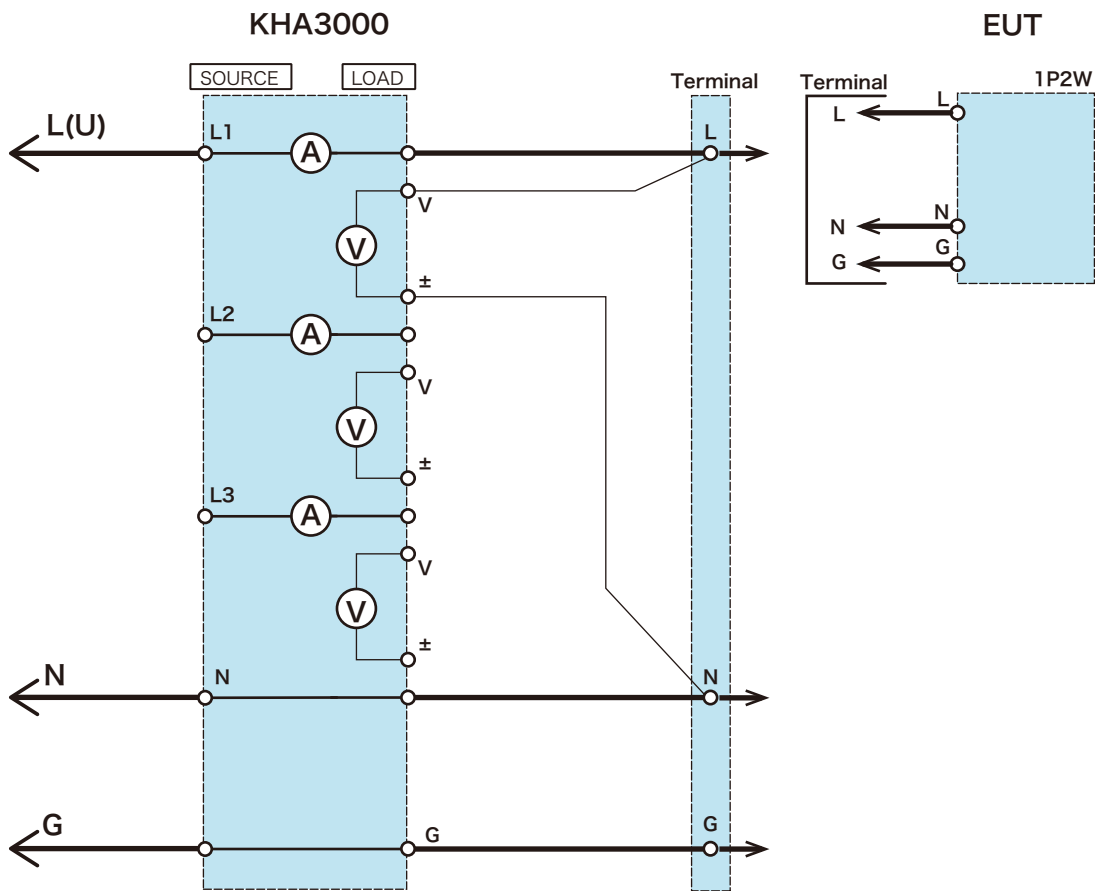 KHA3000
EUT
SOURCE
LOAD
Terminal
Terminal
1P2W
L(U)
L1
A
L
L
L
V
V
N
N
G
G
±
L2
A
V
V
±
L3
A
V
V
±
N
N
N
G
G
G